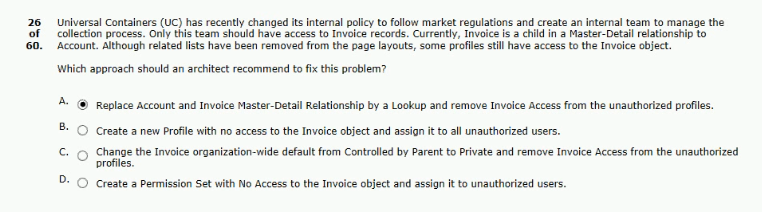 26 Universal Containers (UC) has recently changed its internal policy to follow market regulations and create an internal team to manage the
of collection process. Only this team should have access to Invoice records. Currently, Invoice is a child in a Master-Detail relationship to
60. Account. Although related lists have been removed from the page layouts, some profiles still have access to the Invoice object.
Which approach should an architect recommend to fix this problem?
A. Replace Account and Invoice Master-Detail Relationship by a Lookup and remove Invoice Access from the unauthorized profiles.
B. Create a new Profile with no access to the Invoice object and assign it to all unauthorized users.
C. Change the Invoice organization-wide default from Controlled by Parent to Private and remove Invoice Access from the unauthorized
profiles.
D. Create a Permission Set with No Access to the Invoice object and assign it to unauthorized users.